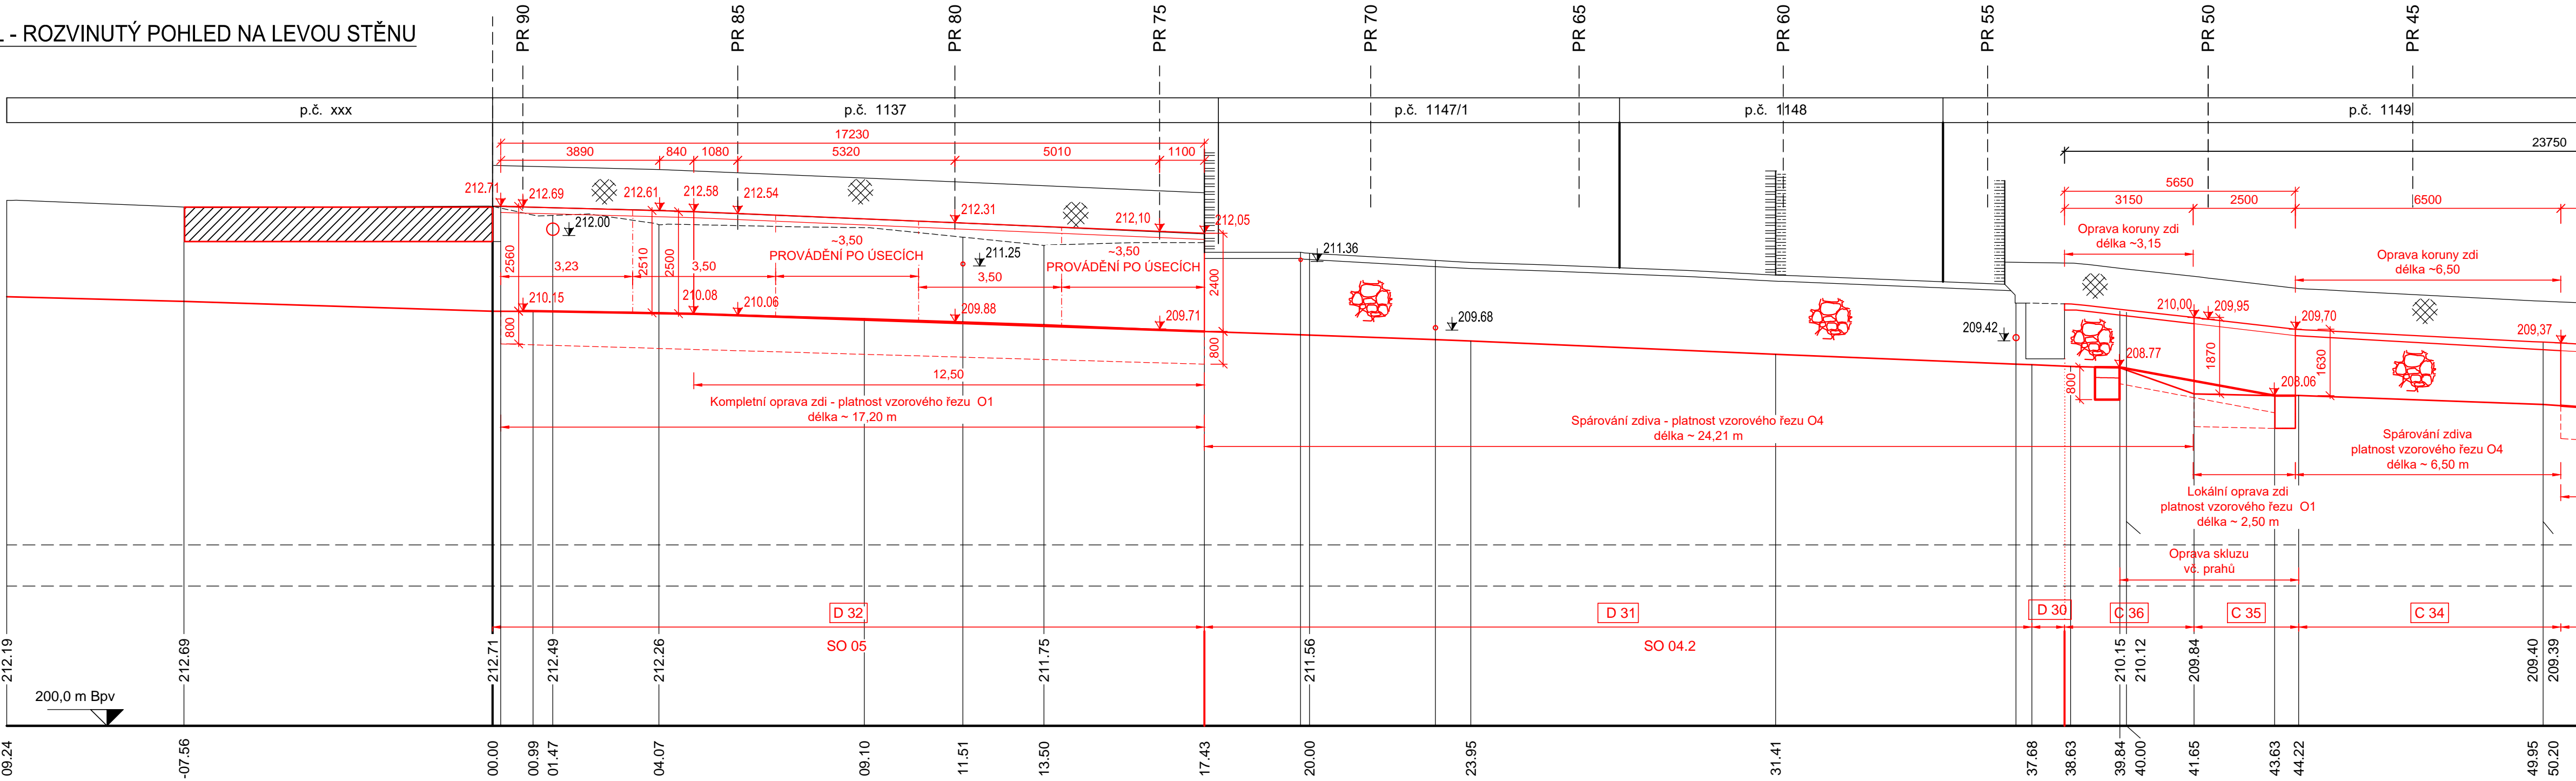 L - ROZVINUTÝ POHLED NA LEVOU STĚNU
PR 90
PR 85
PR 80
PR 75
PR 70
PR 65
PR 60
PR 55
PR 50
PR 45
p.č. xxx
p.č. 1137
p.č. 1147/1
p.č. 1148
p.č. 1149
17230
23750
3890
840
1080
5320
5010
1100
5650
3150
2500
6500
212.71
212.69
212.61
212.58
212.54
212.31
212,10
212,05
212.00
211.25
211.36
Oprava koruny zdi
délka ~3,15
Oprava koruny zdi
délka ~6,50
~3,50
PROVÁDĚNÍ PO ÚSECÍCH
~3,50
PROVÁDĚNÍ PO ÚSECÍCH
3,23
3,50
3,50
2560
2510
2500
2400
210.15
210.08
210.06
209.88
209.71
209.68
209.42
210,00
209,95
209,70
209,37
208.77
208.06
1870
1630
800
800
800
12,50
Kompletní oprava zdi - platnost vzorového řezu O1
délka ~ 17,20 m
Spárování zdiva - platnost vzorového řezu O4
délka ~ 24,21 m
Spárování zdiva
platnost vzorového řezu O4
délka ~ 6,50 m
Lokální oprava zdi
platnost vzorového řezu O1
délka ~ 2,50 m
Oprava skluzu
vč. prahů
D 32
D 31
D 30
C 36
C 35
C 34
SO 05
SO 04.2
212.19
212.69
212.71
212.49
212.26
211.75
211.56
210.15
210.12
209.84
209.40
209.39
200,0 m Bpv
09.24
-07.56
00.00
00.99
01.47
04.07
09.10
11.51
13.50
17.43
20.00
23.95
31.41
37.68
38.63
39.84
40.00
41.65
43.63
44.22
49.95
50.20